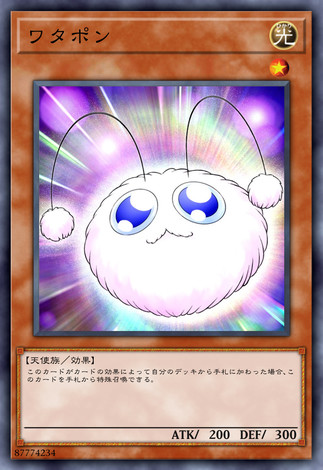 ワタポン
光
【天使族／効果】
このカードがカードの効果によって自分のデッキから手札に加わった場合、こ
のカードを手札から特殊召喚できる。
ATK/ 200 DEF/ 300
87774234